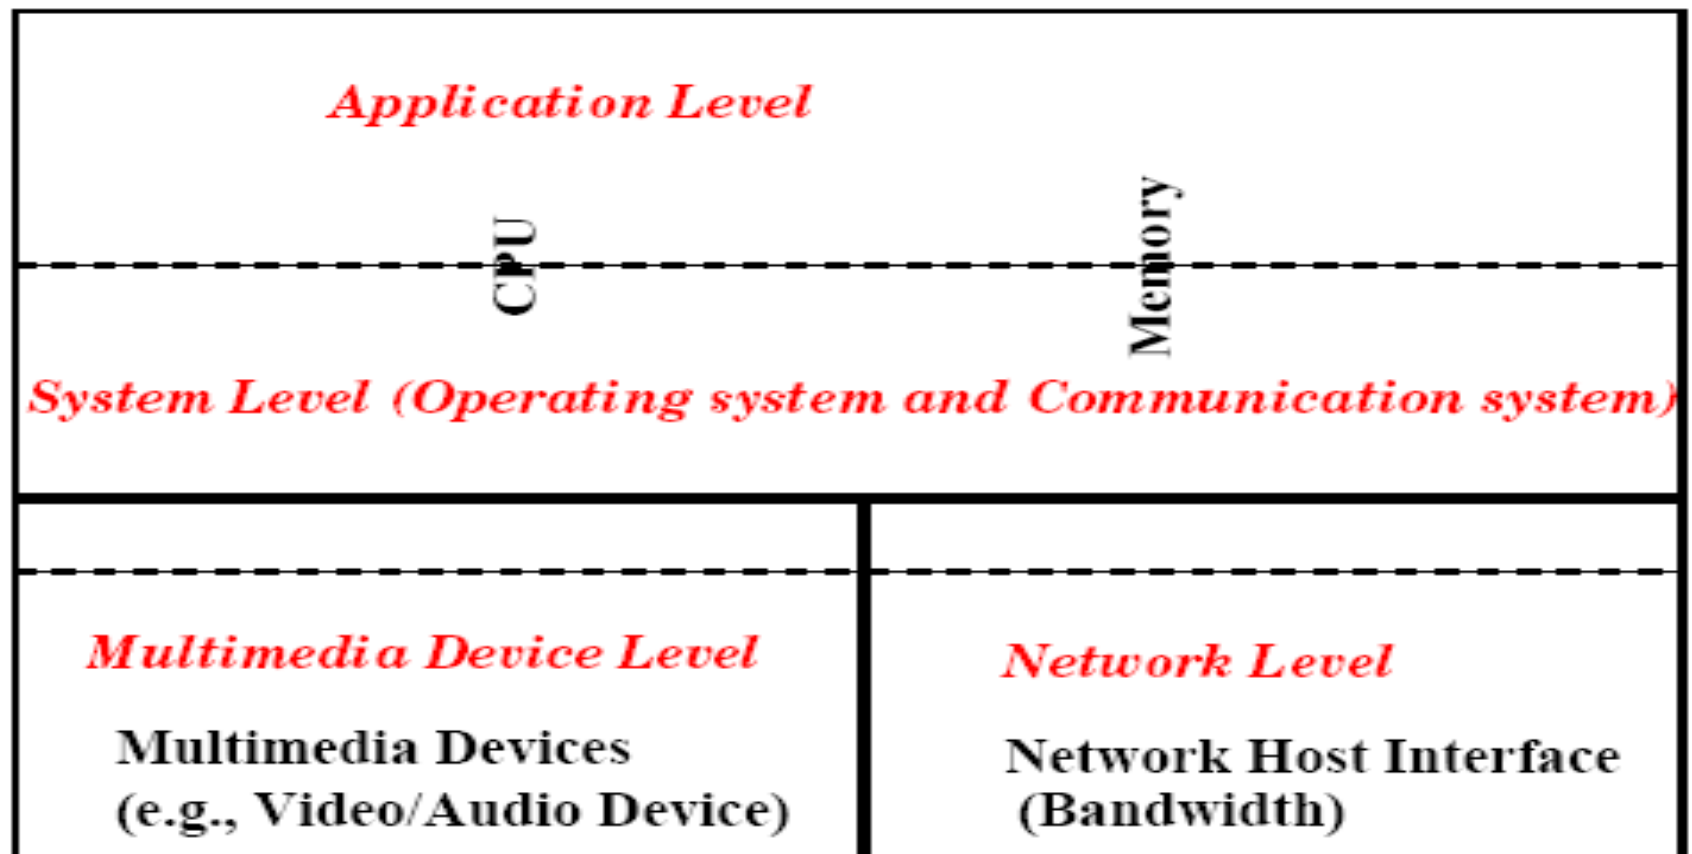 Application Level
CPU
Memory
System Level (Operating system and Communication system)
Multimedia Device Level
Network Level
Multimedia Devices
(e.g., Video/Audio Device)
Network Host Interface
(Bandwidth)